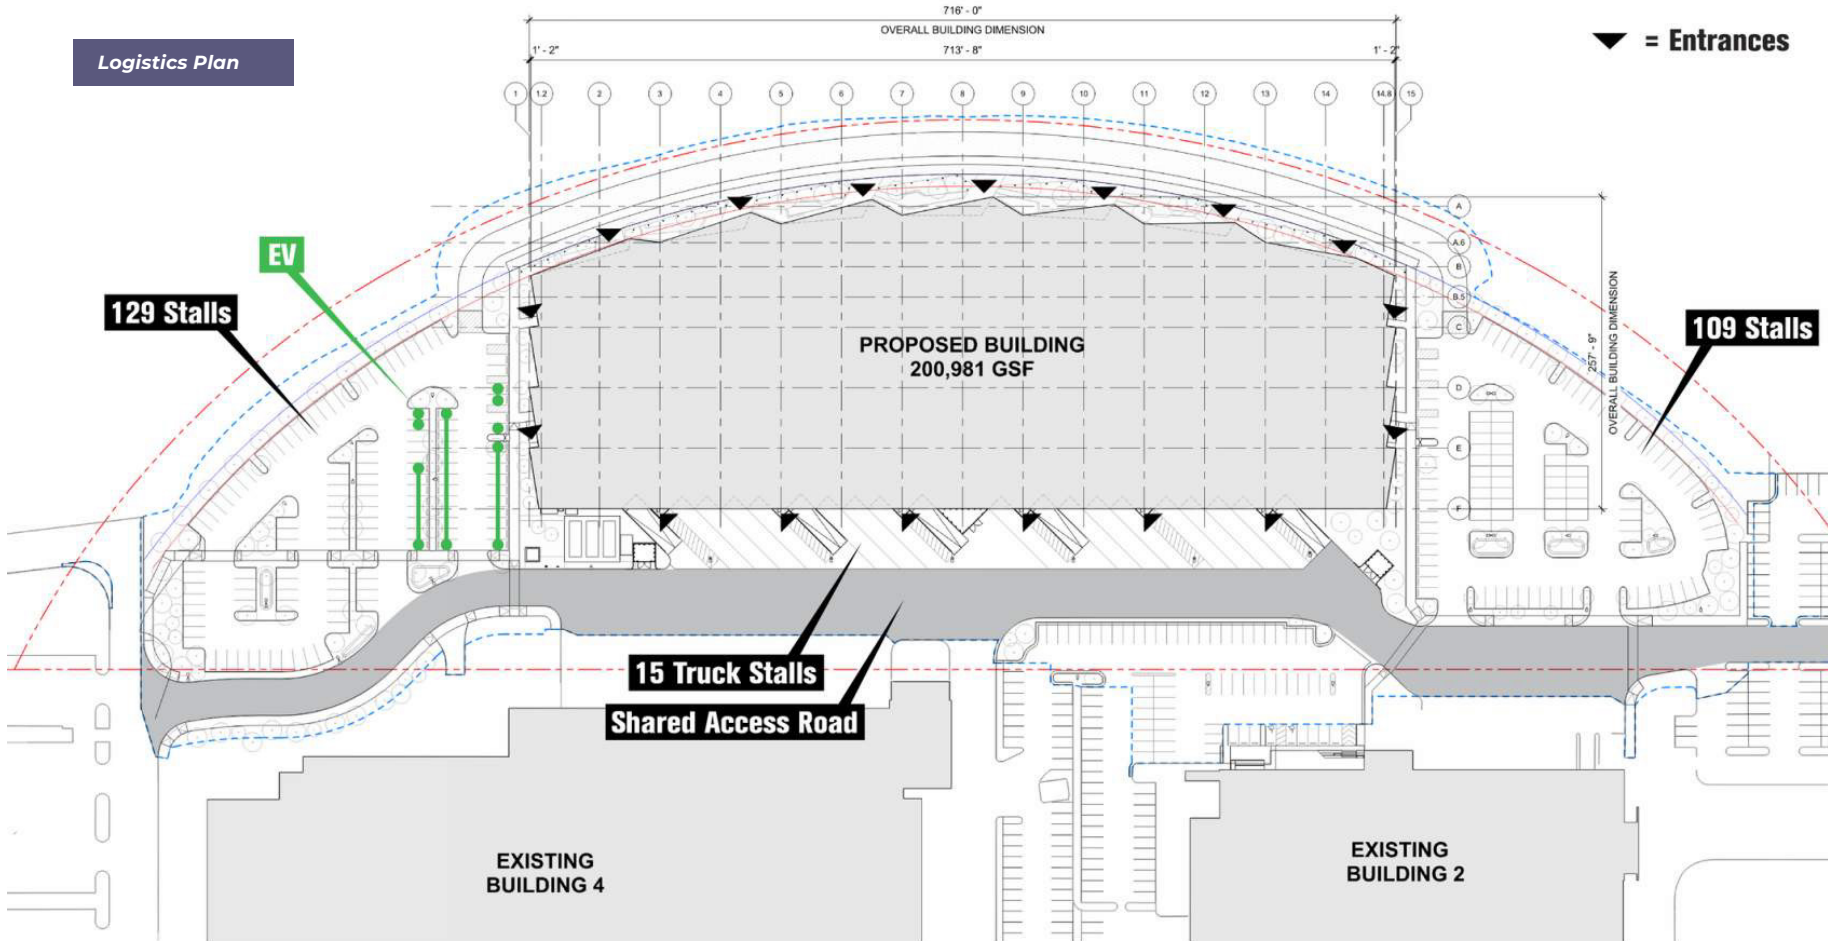 Logistics Plan
716' - 0"
OVERALL BUILDING DIMENSION
1' - 2"
713' - 8"
1' - 2"
= Entrances
1
1.2
2
3
4
5
6
7
8
9
10
11
12
13
14
14.8
15
A
A.6
B
B.5
C
D
E
F
257' - 9"
OVERALL BUILDING DIMENSION
EV
129 Stalls
109 Stalls
PROPOSED BUILDING
200,981 GSF
15 Truck Stalls
Shared Access Road
EXISTING
BUILDING 4
EXISTING
BUILDING 2